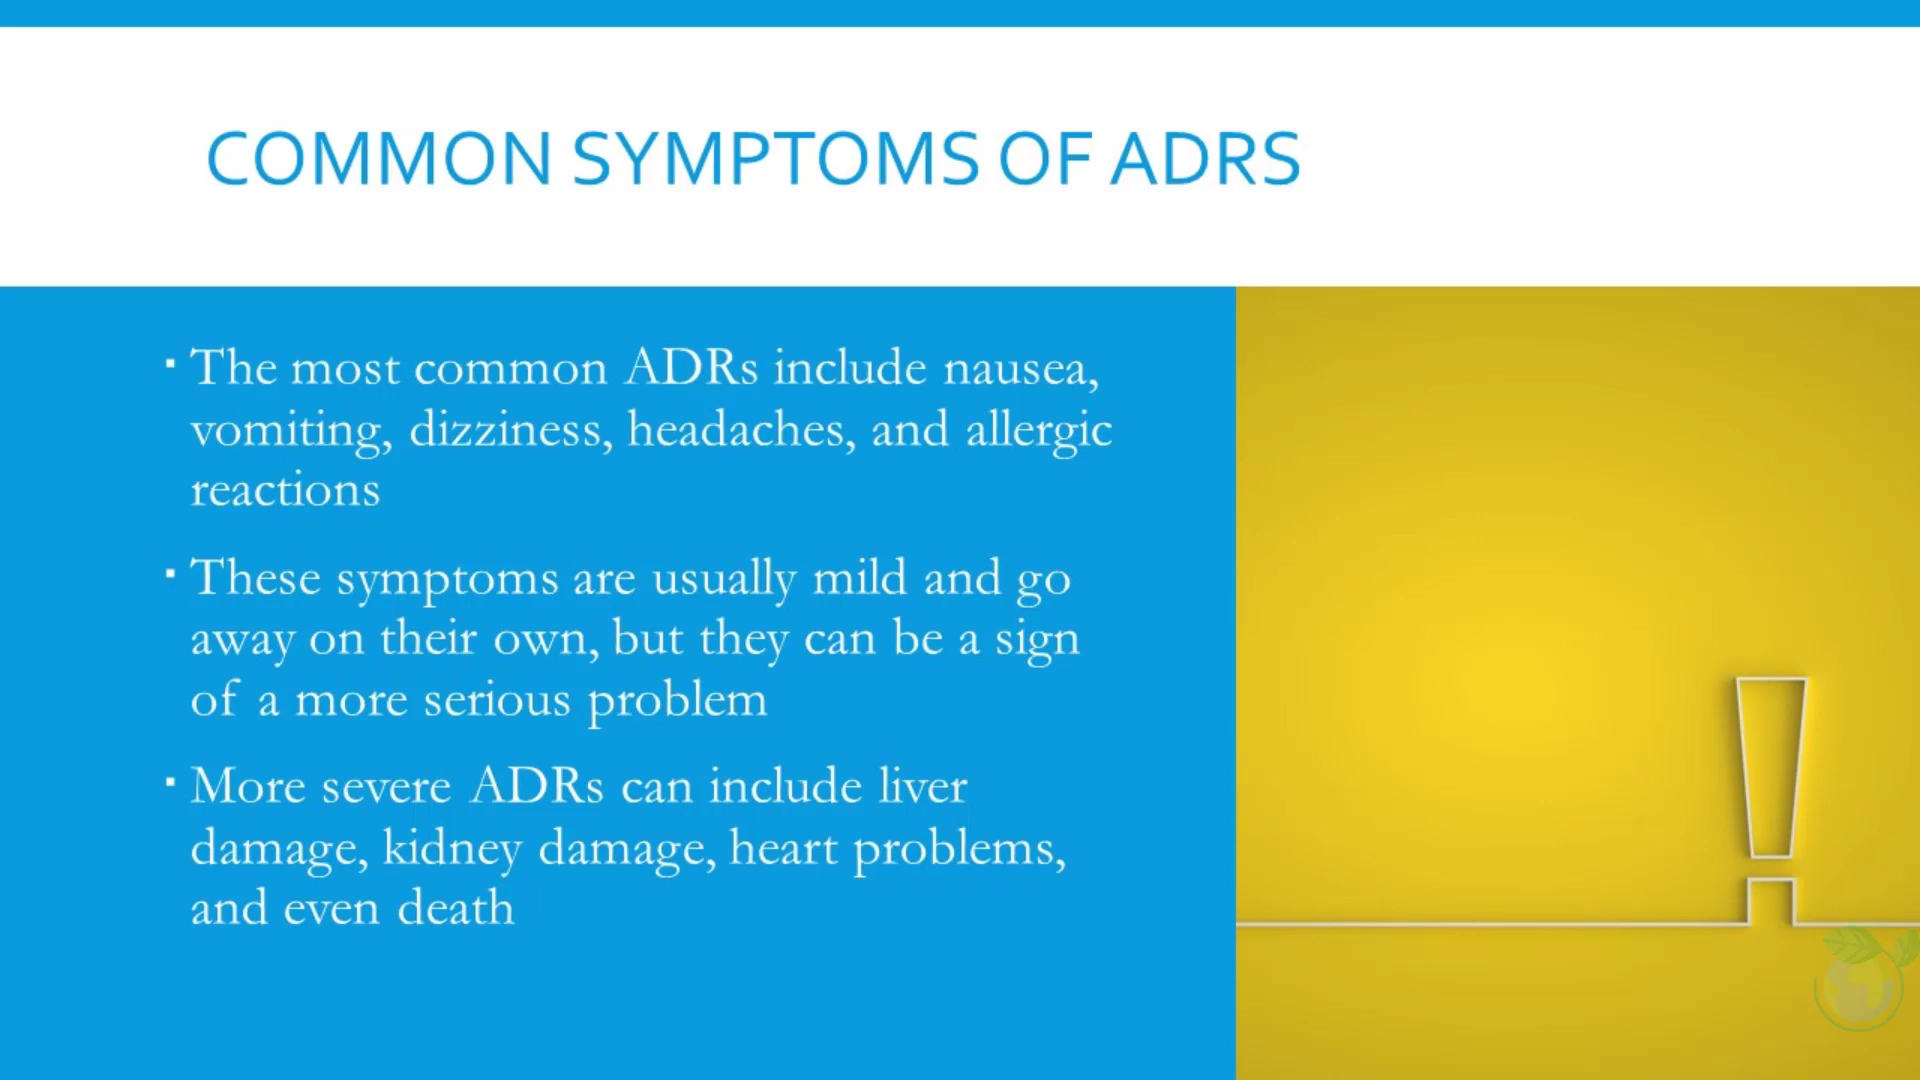 COMMON SYMPTOMS OF ADRS
▪ The most common ADRs include nausea,
vomiting, dizziness, headaches, and allergic
reactions
▪ These symptoms are usually mild and go
away on their own, but they can be a sign
of a more serious problem
▪ More severe ADRs can include liver
damage, kidney damage, heart problems,
and even death